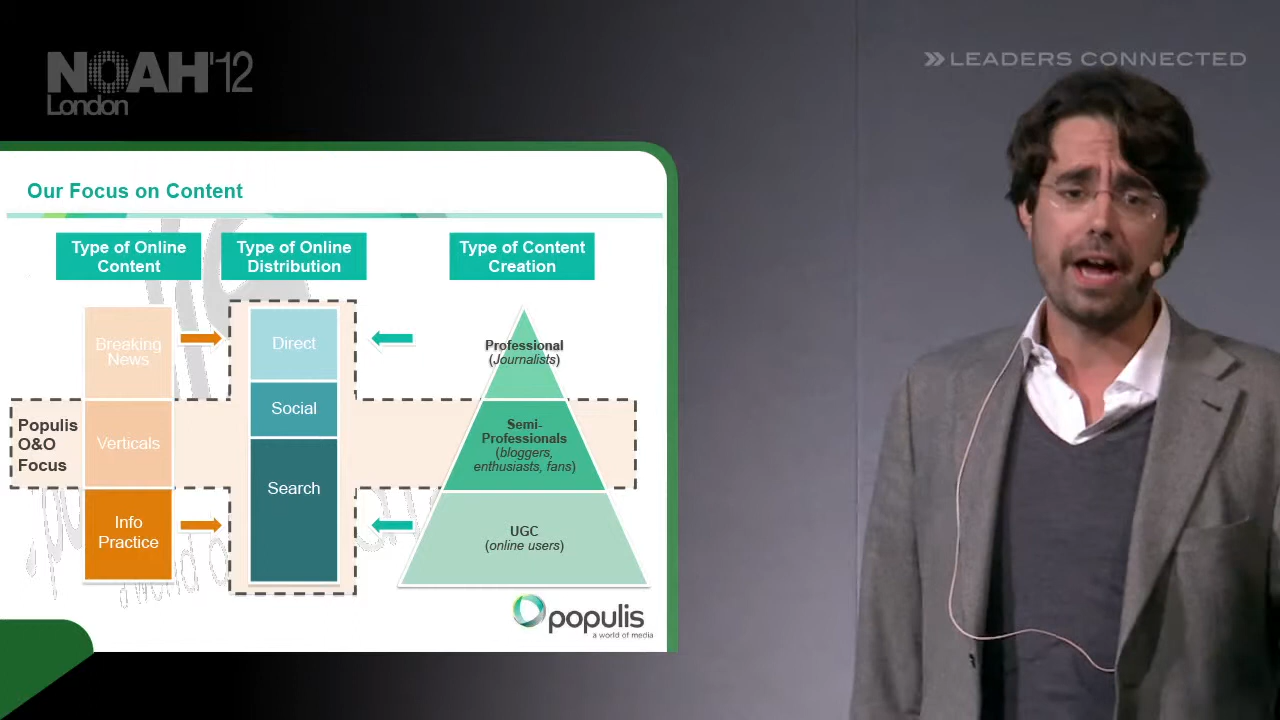 NOAH'12
London
LEADERS CONNECTED
Our Focus on Content
Type of Online
Content
Type of Online
Distribution
Type of Content
Creation
Breaking
News
Direct
Professional
(Journalists)
Populis
O&O
Focus
Verticals
Social
Semi-
Professionals
(bloggers,
enthusiasts, fans)
Search
Info
Practice
UGC
(online users)
populis
a world of media